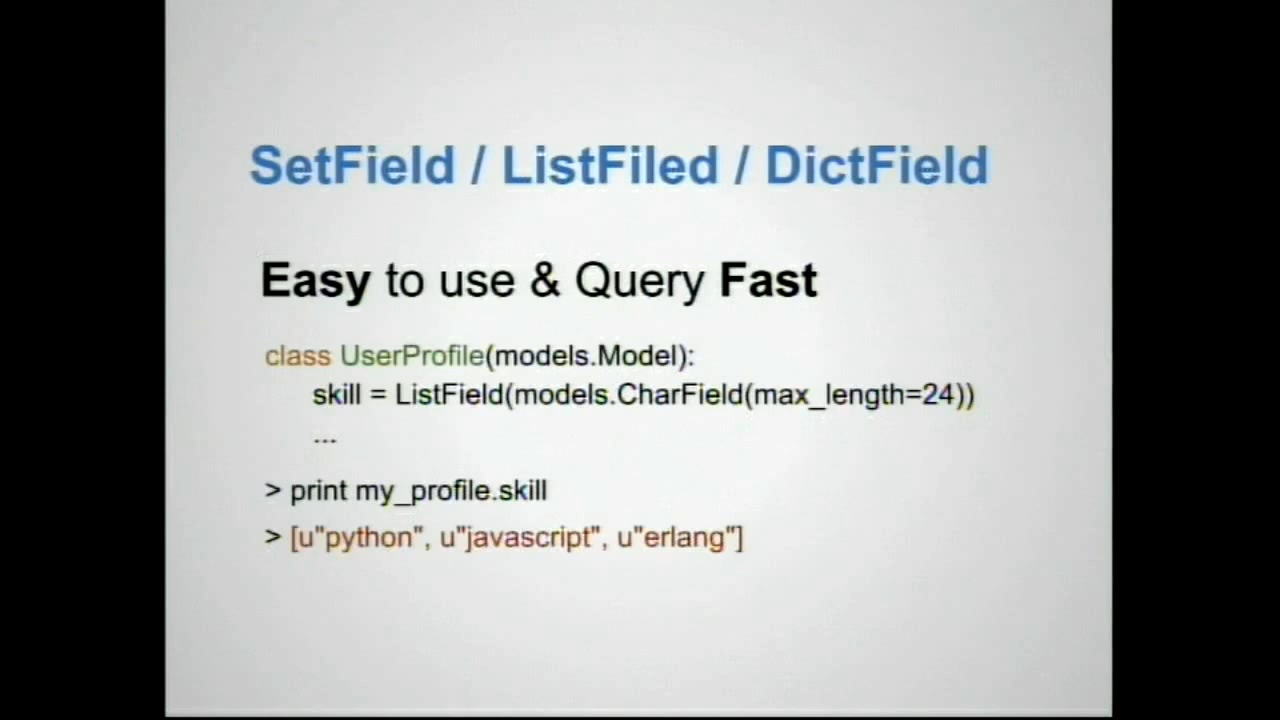 SetField / ListFiled / DictField
Easy to use & Query Fast
class UserProfile(models.Model):
skill = ListField(models.CharField(max_length=24))
...
> print my_profile.skill
> [u"python", u"javascript", u"erlang"]